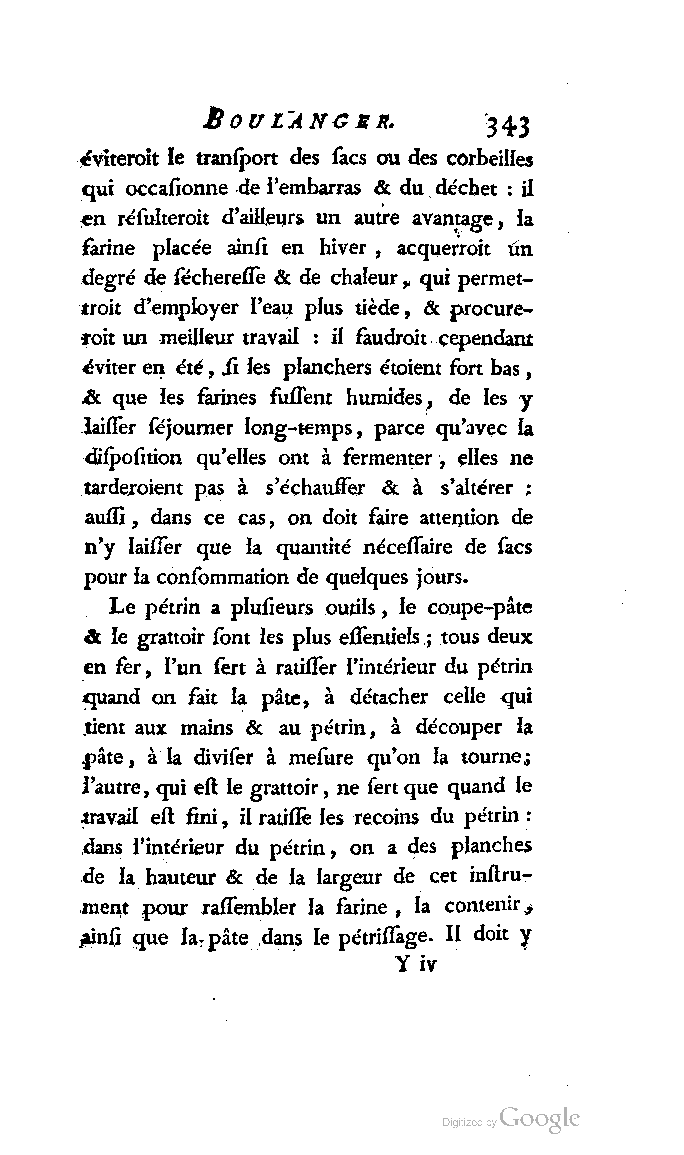 BOULANGER. 343
éviteroit le tranſport des ſacs ou des corbeilles
qui occaſionne de l'embarras & du déchet : il
en réſulteroit d'ailleurs un autre avantage, la
farine placée ainſi en hiver, acquerroit un
degré de ſéchereſſe & de chaleur, qui permet-
troit d'employer l'eau plus tiède, & procure-
roit un meilleur travail : il faudroit cependant
éviter en été, ſi les planchers étoient fort bas,
& que les farines fuſſent humides, de les y
laiſſer ſéjourner long-temps, parce qu'avec la
diſpoſition qu'elles ont à fermenter, elles ne
tarderoient pas à s'échauffer & à s'altérer :
auſſi, dans ce cas, on doit faire attention de
n'y laiſſer que la quantité néceſſaire de ſacs
pour la conſommation de quelques jours.
Le pétrin a pluſieurs outils, le coupe-pâte
& le grattoir ſont les plus eſſentiels ; tous deux
en fer, l'un ſert à ratiſſer l'intérieur du pétrin
quand on fait la pâte, à détacher celle qui
tient aux mains & au pétrin, à découper la
pâte, à la diviſer à meſure qu'on la tourne ;
l'autre, qui eſt le grattoir, ne ſert que quand le
travail eſt fini, il ratiſſe les recoins du pétrin :
dans l'intérieur du pétrin, on a des planches
de la hauteur & de la largeur de cet inſtru-
ment pour raſſembler la farine, la contenir,
ainſi que la pâte dans le pétriſſage. Il doit y
Y iv
Digitized by Google